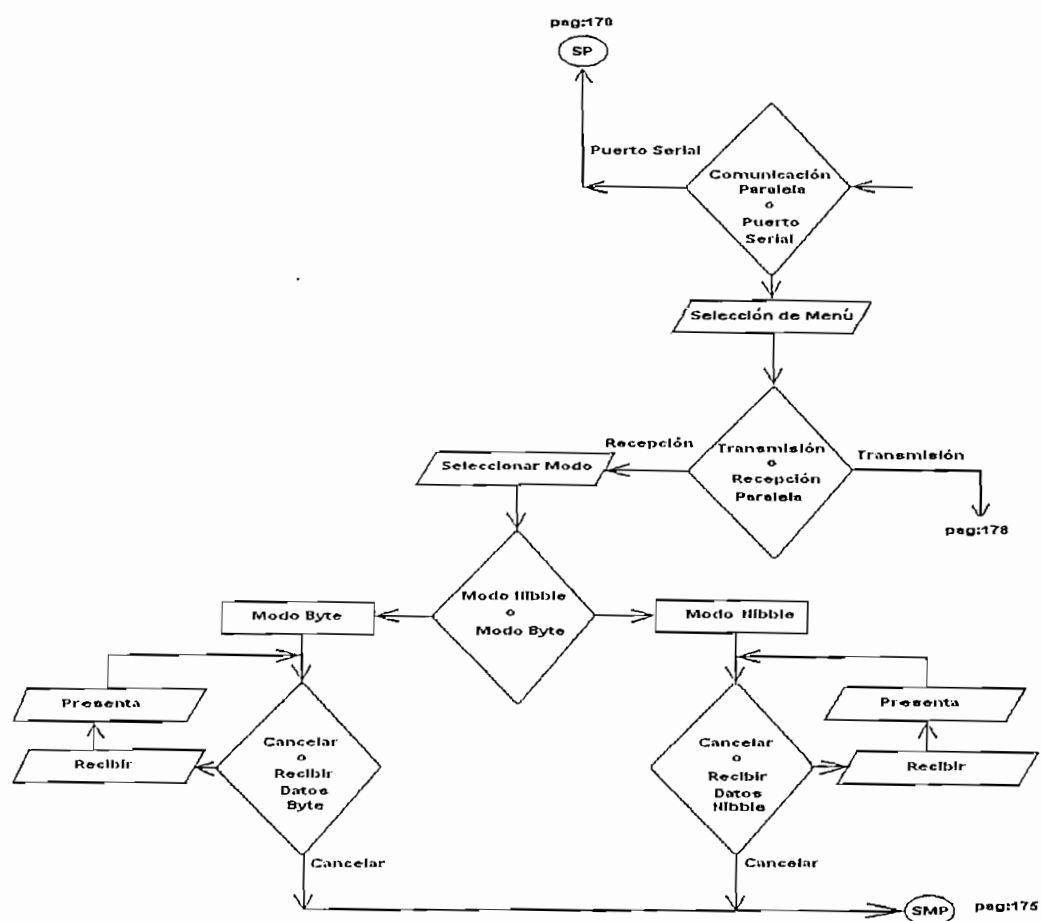 pag:170
SP
Puerto Serial
Comunicación
Paralela
o
Puerto
Serial
Selección de Menú
Recepción
Transmisión
o
Recepción
Paralela
Transmisión
Seleccionar Modo
pag:178
Modo Nibble
o
Modo Byte
Modo Byte
Modo Nibble
Presenta
Recibir
Cancelar
o
Recibir
Datos
Byte
Cancelar
o
Recibir
Datos
Nibble
Presenta
Recibir
Cancelar
Cancelar
SMP
pag:175